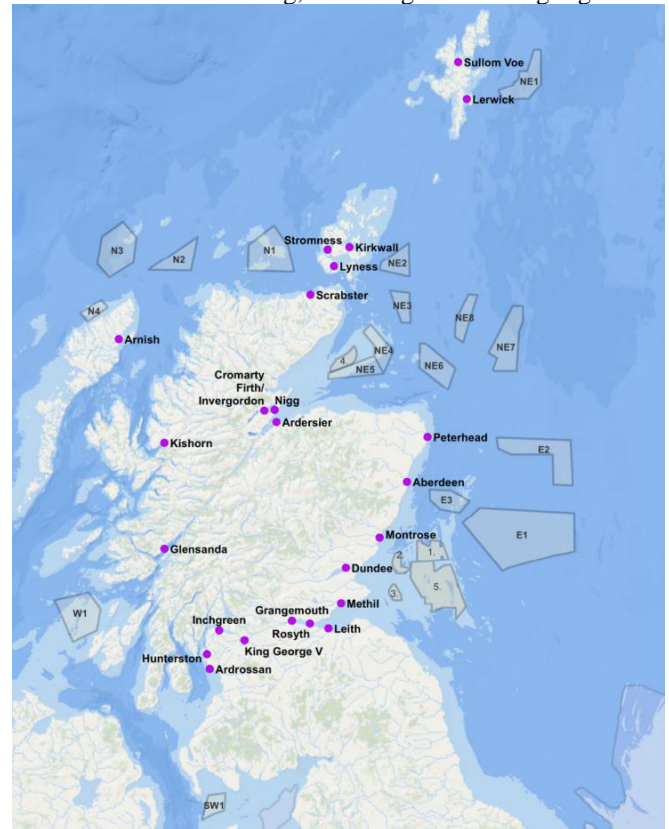 Sullom Voe
NE1
Lerwick
N3
N2
N1
Stromness
Kirkwall
Lyness
NE2
Scrabster
N4
Arnish
NE3
NE8
NE7
4.
NE4
NE5
NE6
Cromarty
Firth/
Invergordon
Nigg
Ardersier
Kishorn
Peterhead
E2
Aberdeen
E3
E1
Montrose
Glensanda
2.
1.
Dundee
5.
3.
W1
Methil
Grangemouth
Inchgreen
Rosyth
Leith
King George V
Hunterston
Ardrossan
SW1